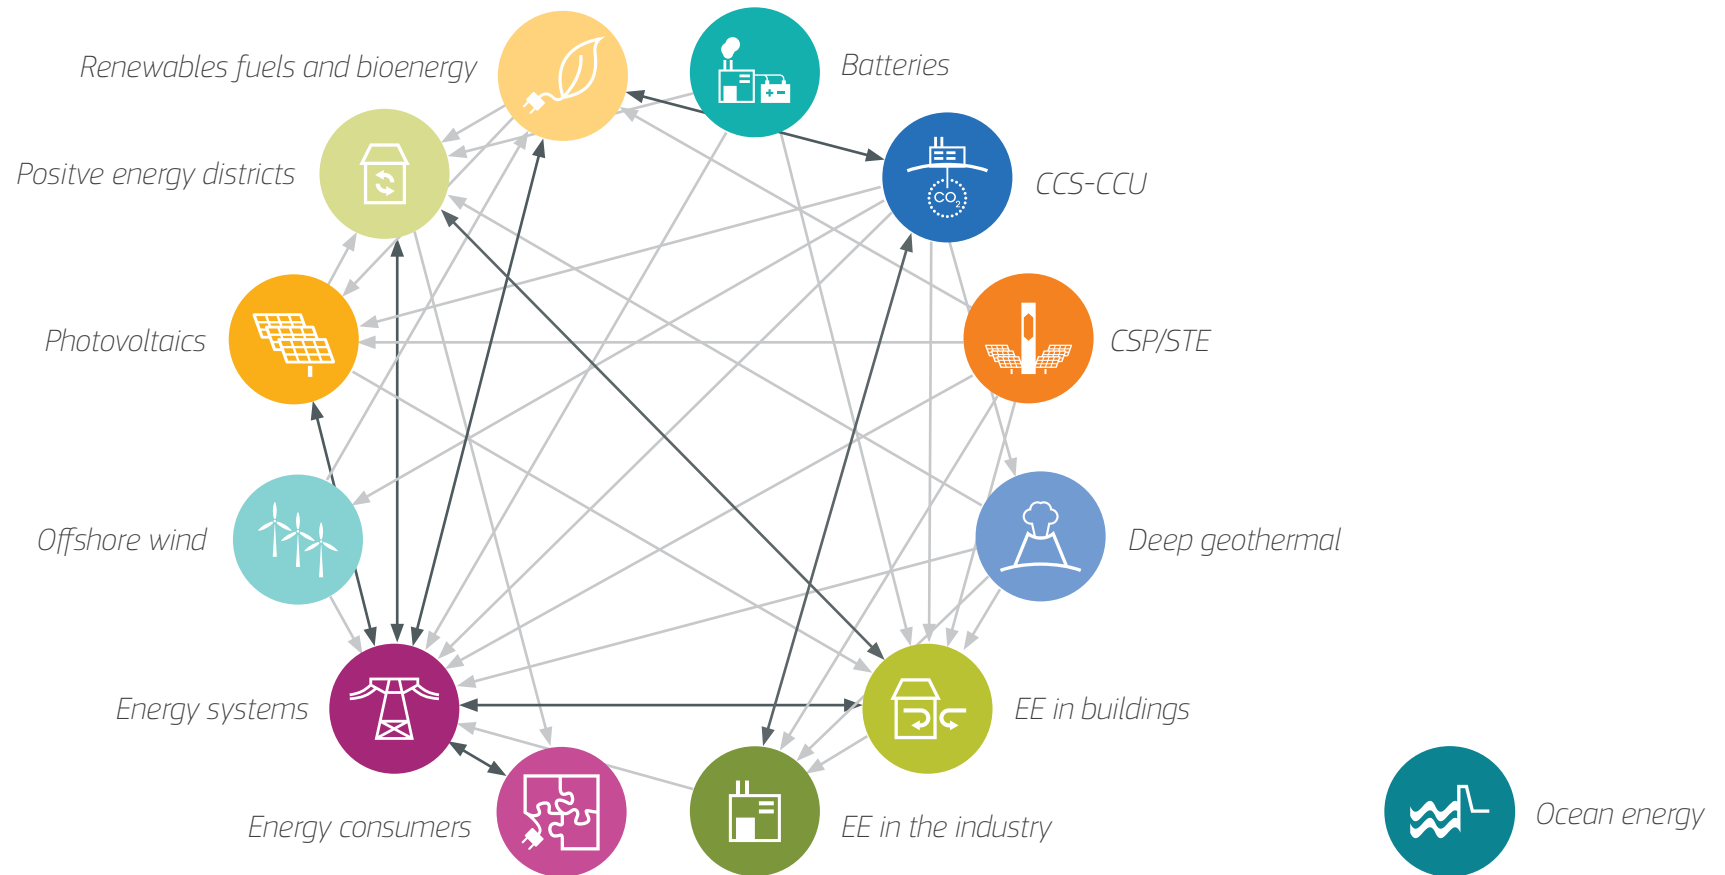 Renewables fuels and bioenergy
Batteries
Positve energy districts
CO2
CCS-CCU
Photovoltaics
CSP/STE
Offshore wind
Deep geothermal
Energy systems
EE in buildings
Energy consumers
EE in the industry
Ocean energy